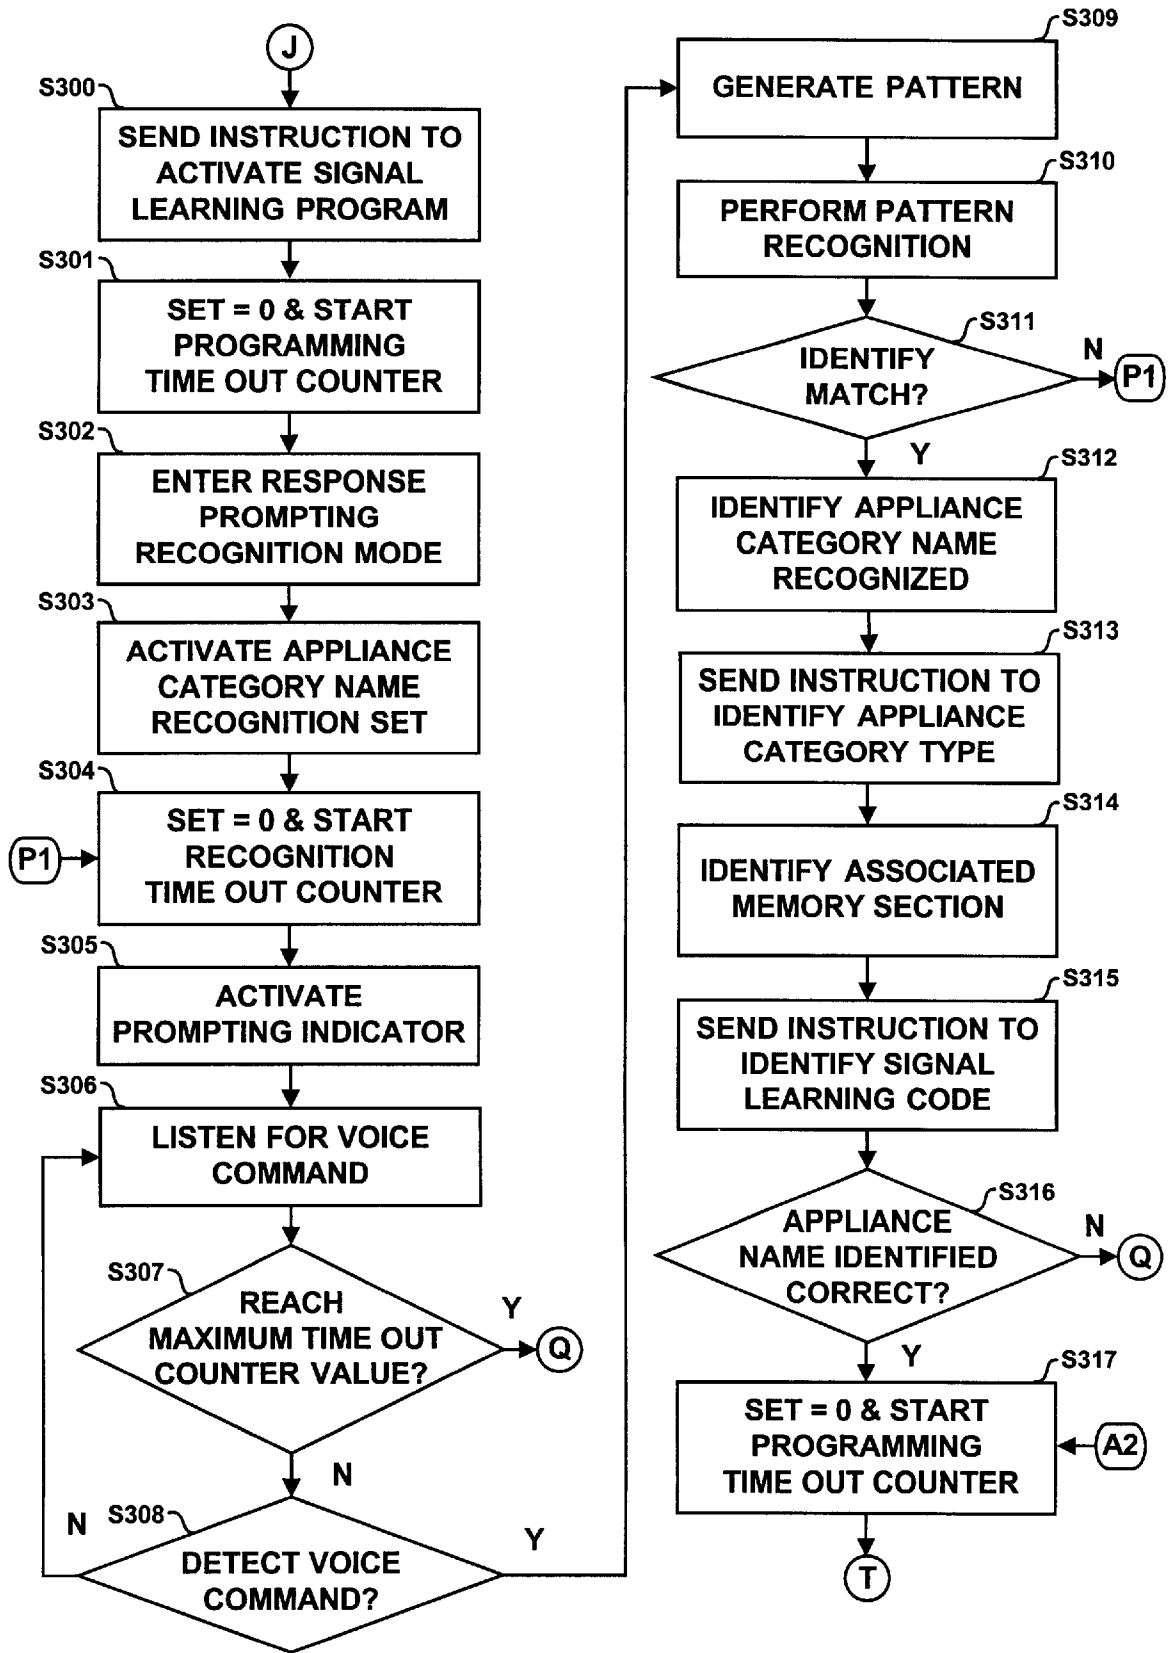 J
S300
SEND INSTRUCTION TO
ACTIVATE SIGNAL
LEARNING PROGRAM
S301
SET = 0 & START
PROGRAMMING
TIME OUT COUNTER
S302
ENTER RESPONSE
PROMPTING
RECOGNITION MODE
S303
ACTIVATE APPLIANCE
CATEGORY NAME
RECOGNITION SET
S304
SET = 0 & START
RECOGNITION
TIME OUT COUNTER
P1
S305
ACTIVATE
PROMPTING INDICATOR
S306
LISTEN FOR VOICE
COMMAND
S307
REACH
MAXIMUM TIME OUT
COUNTER VALUE?
Y
Q
N
S308
DETECT VOICE
COMMAND?
N
Y
S309
GENERATE PATTERN
S310
PERFORM PATTERN
RECOGNITION
S311
IDENTIFY
MATCH?
N
P1
Y
S312
IDENTIFY APPLIANCE
CATEGORY NAME
RECOGNIZED
S313
SEND INSTRUCTION TO
IDENTIFY APPLIANCE
CATEGORY TYPE
S314
IDENTIFY ASSOCIATED
MEMORY SECTION
S315
SEND INSTRUCTION TO
IDENTIFY SIGNAL
LEARNING CODE
S316
APPLIANCE
NAME IDENTIFIED
CORRECT?
N
Q
Y
S317
SET = 0 & START
PROGRAMMING
TIME OUT COUNTER
A2
T